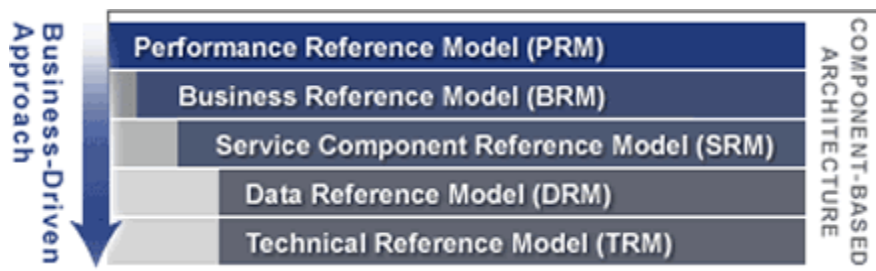 Business-Driven
Approach
Performance Reference Model (PRM)
Business Reference Model (BRM)
Service Component Reference Model (SRM)
Data Reference Model (DRM)
Technical Reference Model (TRM)
COMPONENT-BASED
ARCHITECTURE